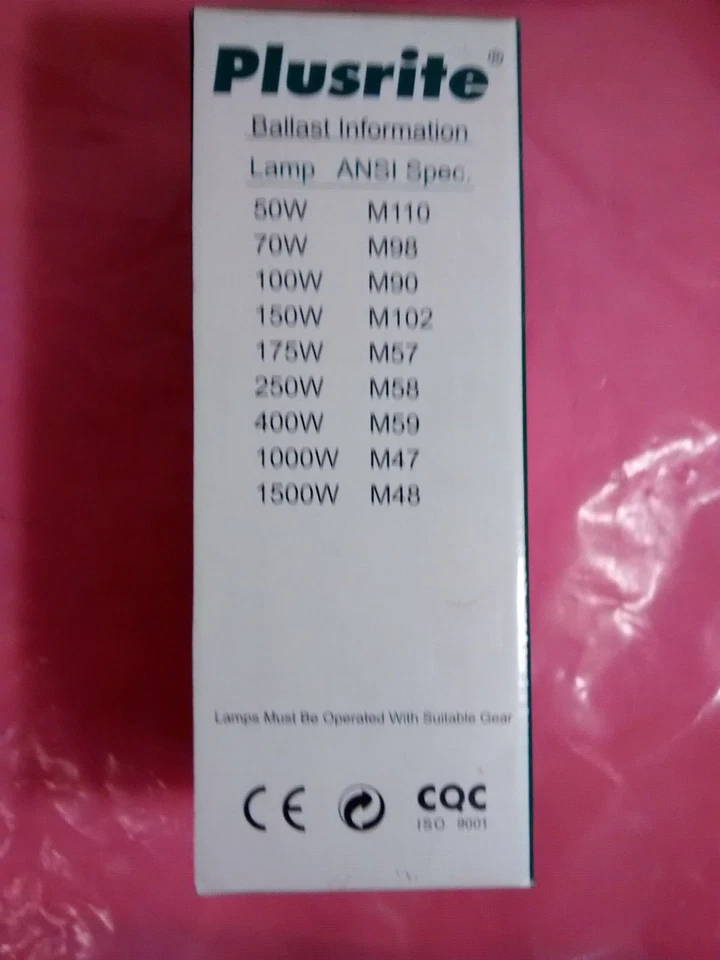 Plusrite®
Ballast Information
Lamp ANSI Spec.
50W M110
70W M98
100W M90
150W M102
175W M57
250W M58
400W M59
1000W M47
1500W M48
Lamps Must Be Operated With Suitable Gear
CE CQC
ISO 9001